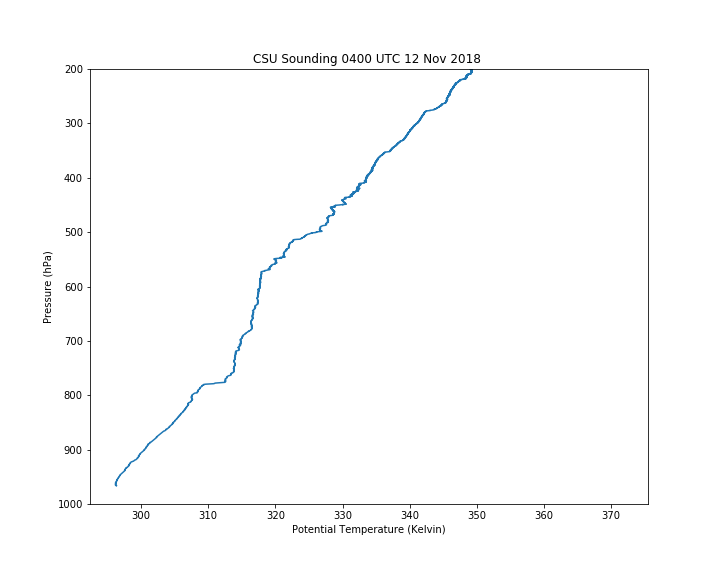 CSU Sounding 0400 UTC 12 Nov 2018
200
300
400
500
600
700
800
900
1000
Pressure (hPa)
300 310 320 330 340 350 360 370
Potential Temperature (Kelvin)